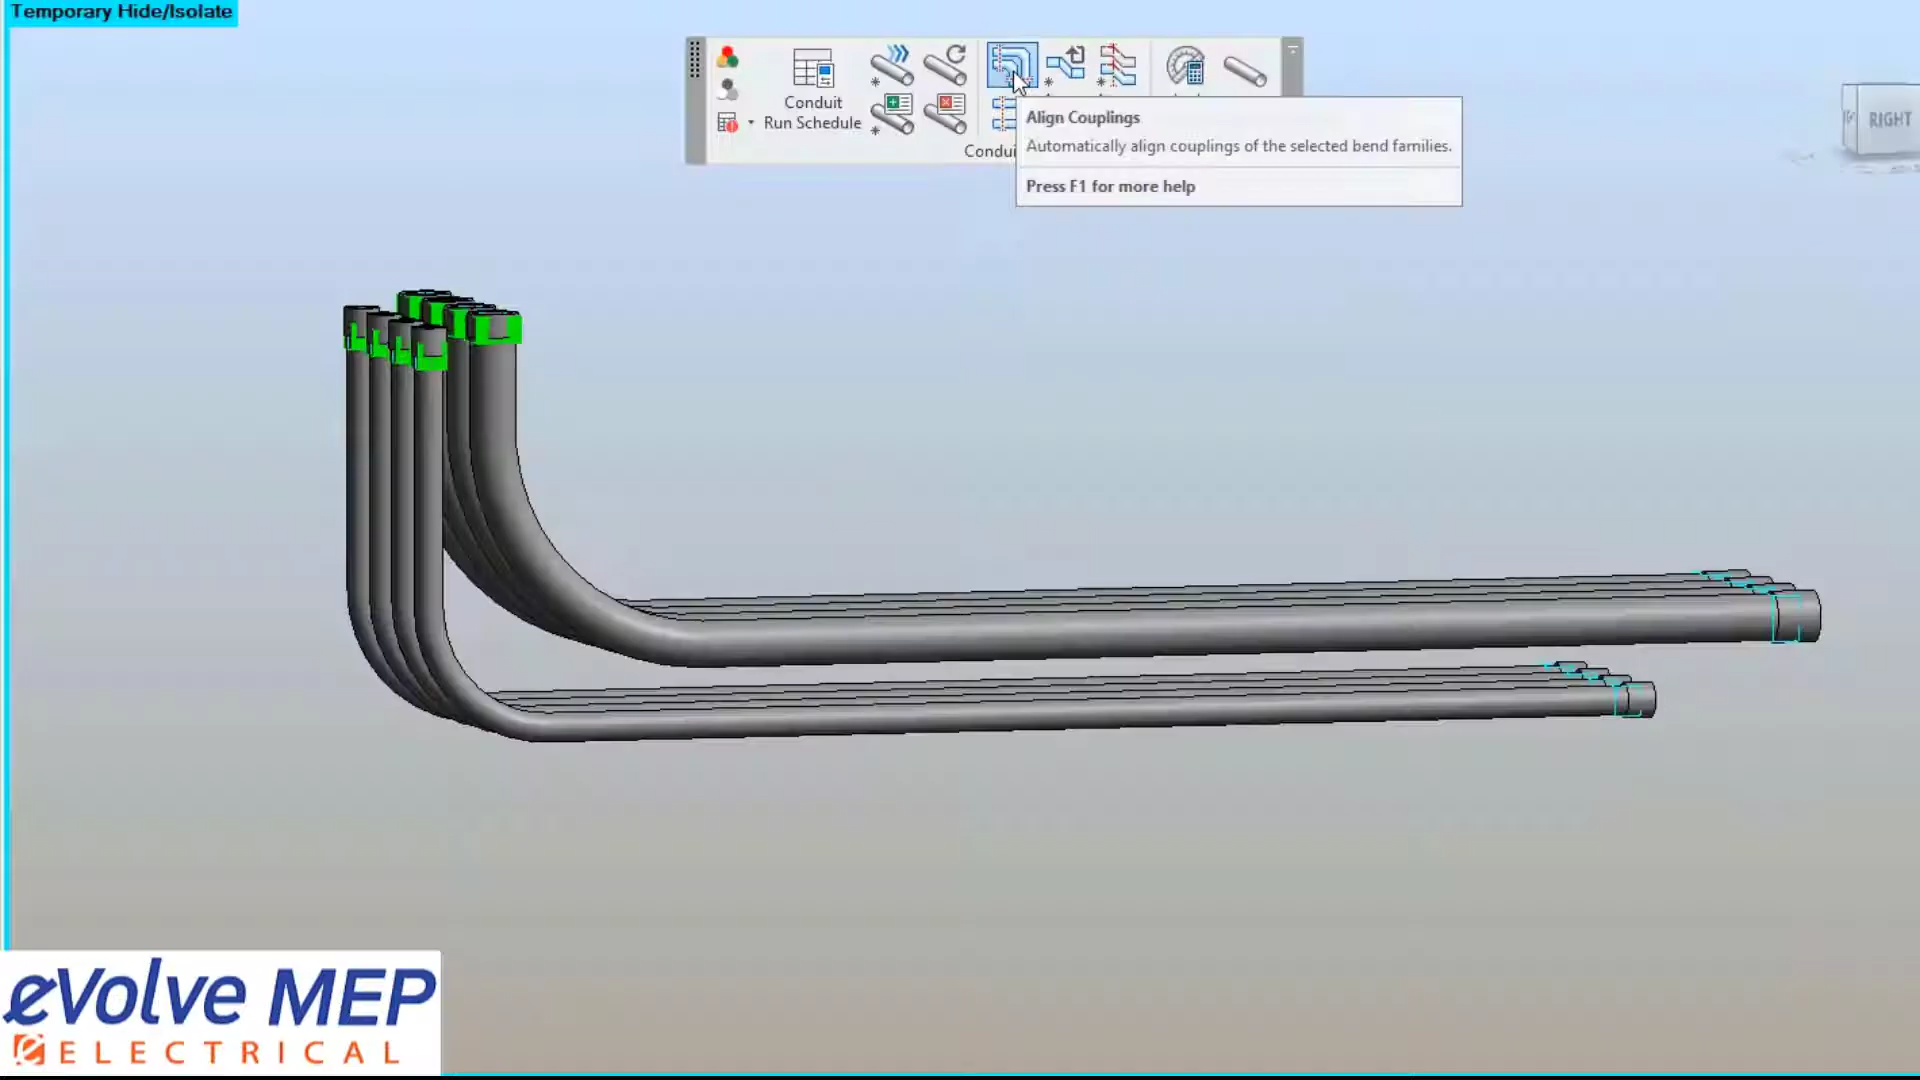 Temporary Hide/Isolate
Conduit
Run Schedule
Align Couplings
Automatically align couplings of the selected bend families.
Press F1 for more help
RIGHT
eVolve MEP
ELECTRICAL